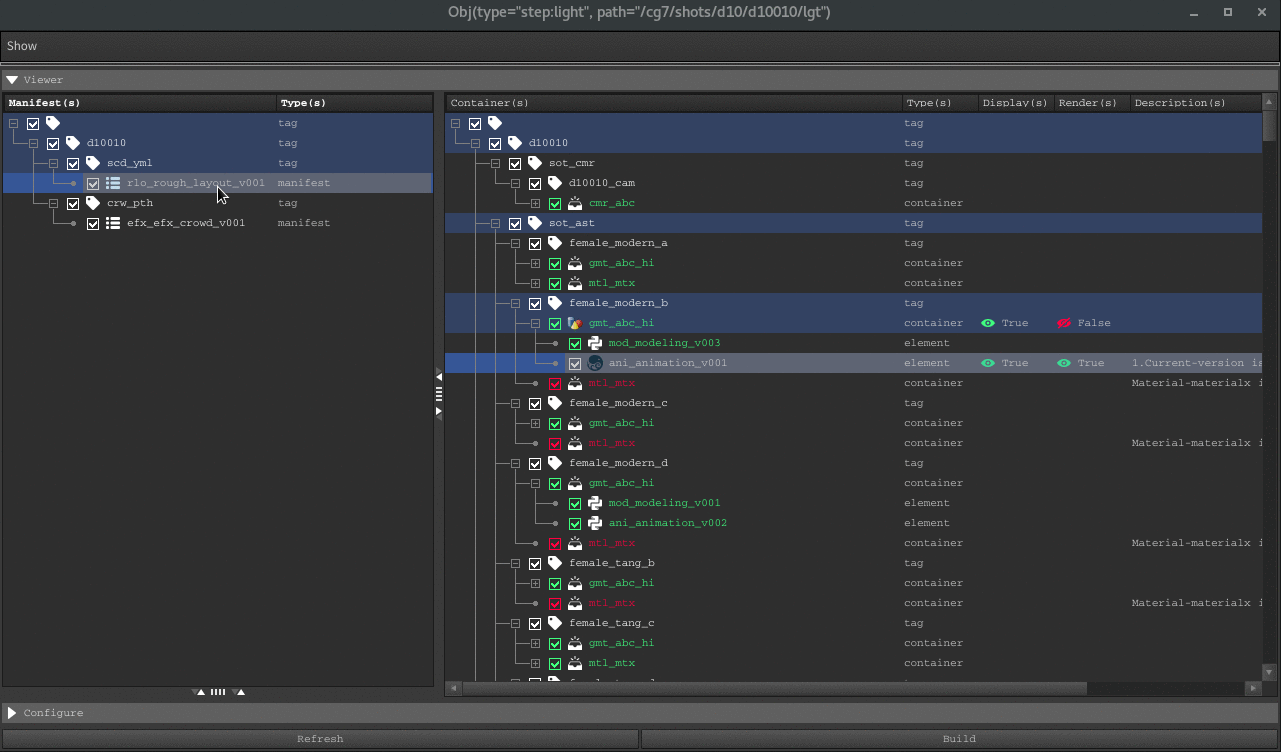 Obj(type="step:light", path="/cg7/shots/d10/d10010/lgt")
Show
Viewer
Manifest(s) Type(s)
tag
d10010 tag
scd_yml tag
rlo_rough_layout_v001 manifest
crw_pth tag
efx_efx_crowd_v001 manifest
Container(s) Type(s) Display(s) Render(s) Description(s)
tag
d10010 tag
sot_cmr tag
d10010_cam tag
cmr_abc container
sot_ast tag
female_modern_a tag
gmt_abc_hi container
mtl_mtx container
female_modern_b tag
gmt_abc_hi container True False
mod_modeling_v003 element
ani_animation_v001 element True True 1.Current-version is
mtl_mtx container Material-materialx i
female_modern_c tag
gmt_abc_hi container
mtl_mtx container Material-materialx i
female_modern_d tag
gmt_abc_hi container
mod_modeling_v001 element
ani_animation_v002 element
mtl_mtx container Material-materialx i
female_tang_b tag
gmt_abc_hi container
mtl_mtx container Material-materialx i
female_tang_c tag
gmt_abc_hi container
mtl_mtx container
Configure
Refresh Build